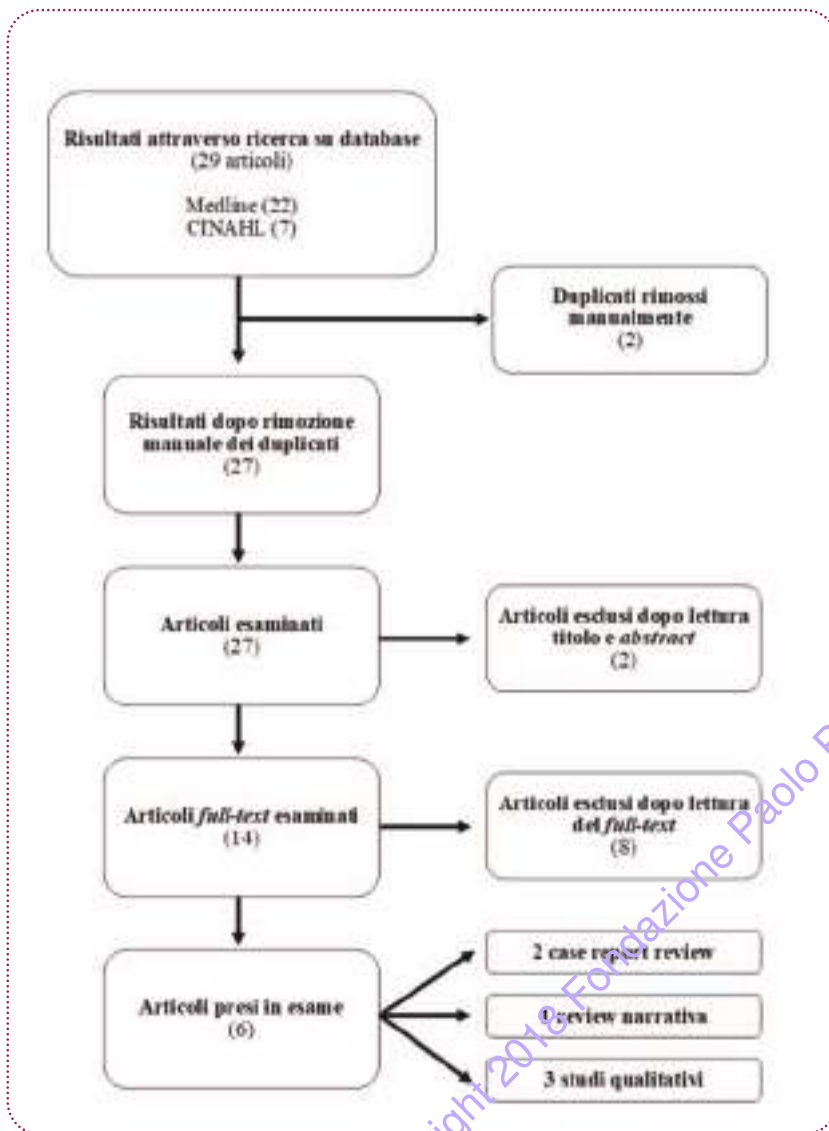 Risultati attraverso ricerca su database
(29 articoli)
Medline (22)
CINAHL (7)
Duplicati rimossi
manualmente
(2)
Risultati dopo rimozione
manuale dei duplicati
(27)
Articoli esaminati
(27)
Articoli esclusi dopo lettura
titolo e abstract
(2)
Articoli full-text esaminati
(14)
Articoli esclusi dopo lettura
del full-text
(8)
Articoli presi in esame
(6)
2 case report review
1 review narrativa
3 studi qualitativi
2018 Fondazione Paolo